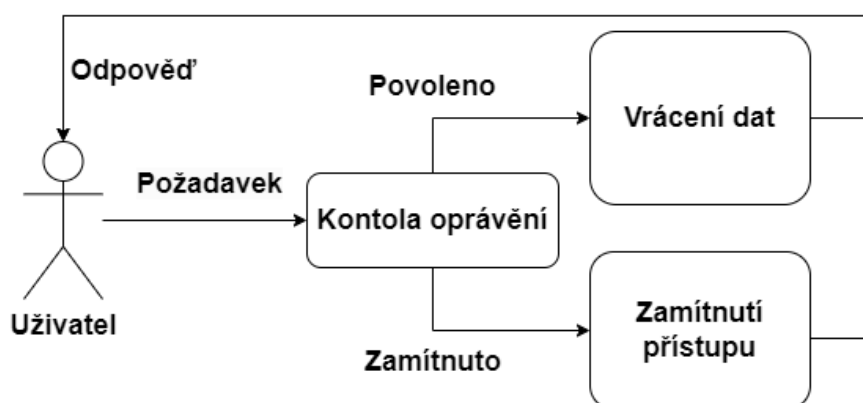 Odpověď
Povoleno
Vrácení dat
Požadavek
Kontola oprávění
Uživatel
Zamítnuto
Zamítnutí
přístupu